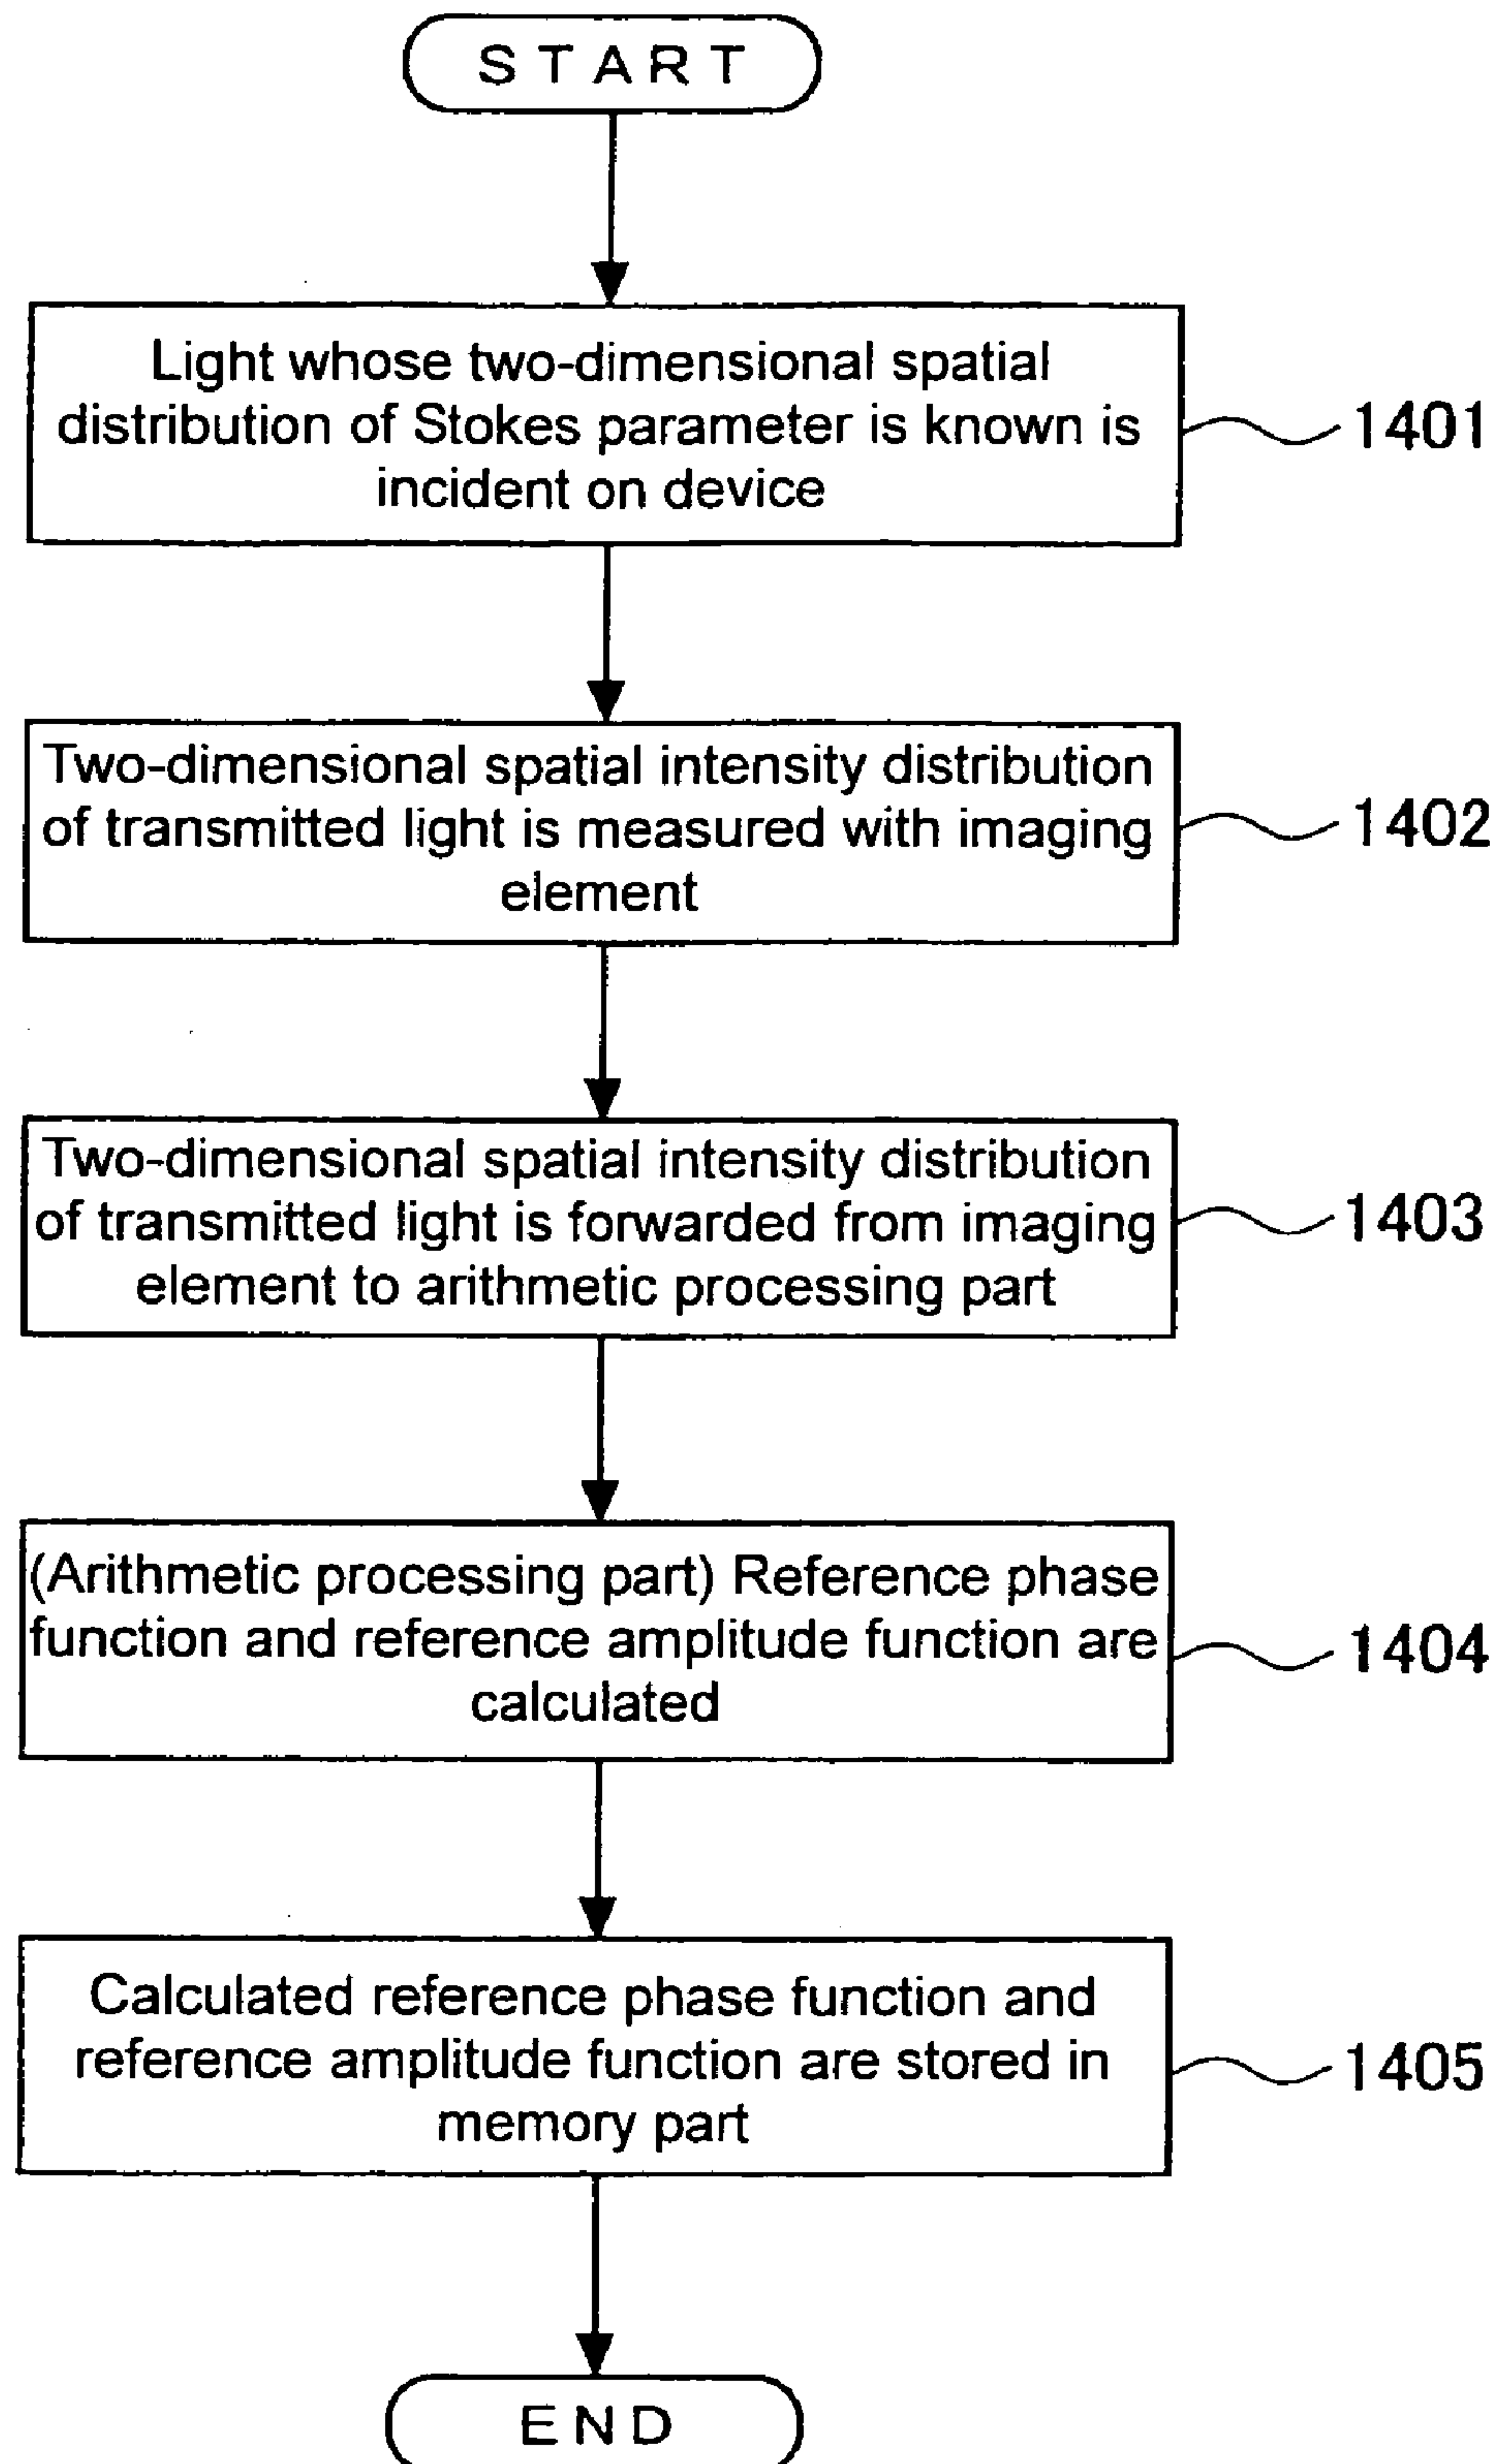 START
Light whose two-dimensional spatial
distribution of Stokes parameter is known is
incident on device
1401
Two-dimensional spatial intensity distribution
of transmitted light is measured with imaging
element
1402
Two-dimensional spatial intensity distribution
of transmitted light is forwarded from imaging
element to arithmetic processing part
1403
(Arithmetic processing part) Reference phase
function and reference amplitude function are
calculated
1404
Calculated reference phase function and
reference amplitude function are stored in
memory part
1405
END